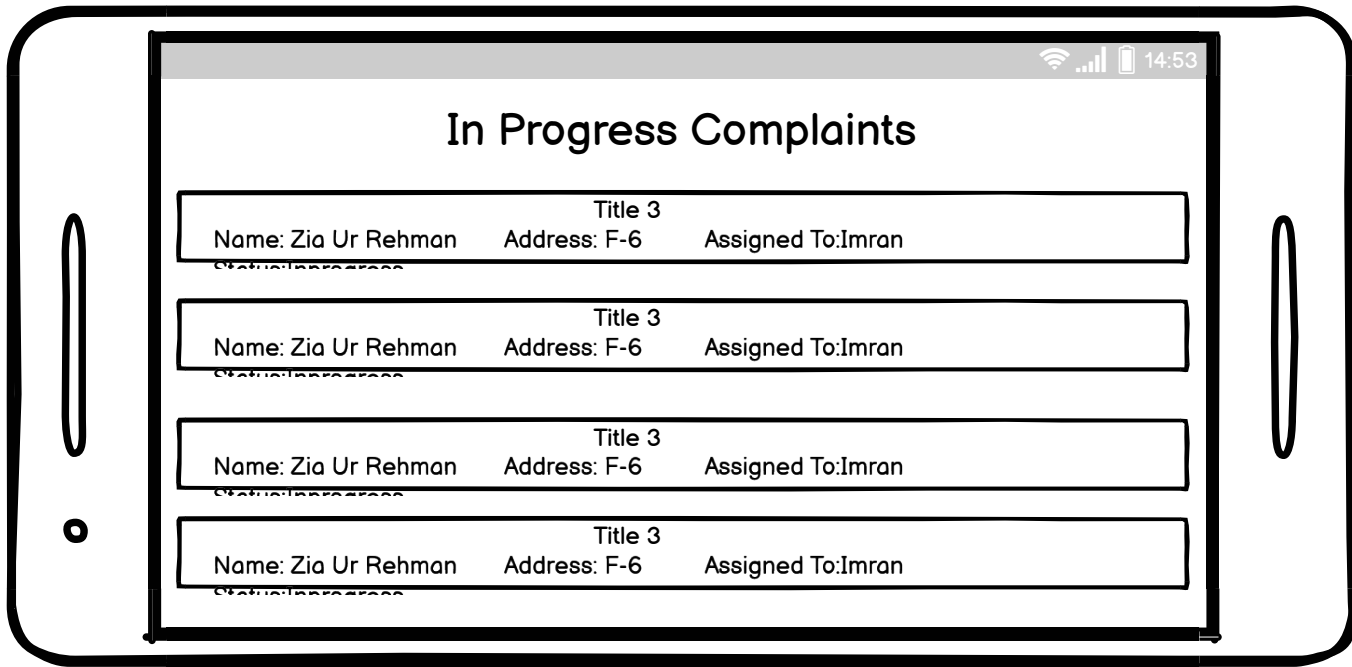 14:53
In Progress Complaints
Title 3
Name: Zia Ur Rehman Address: F-6 Assigned To:Imran
Title 3
Name: Zia Ur Rehman Address: F-6 Assigned To:Imran
Title 3
Name: Zia Ur Rehman Address: F-6 Assigned To:Imran
Title 3
Name: Zia Ur Rehman Address: F-6 Assigned To:Imran